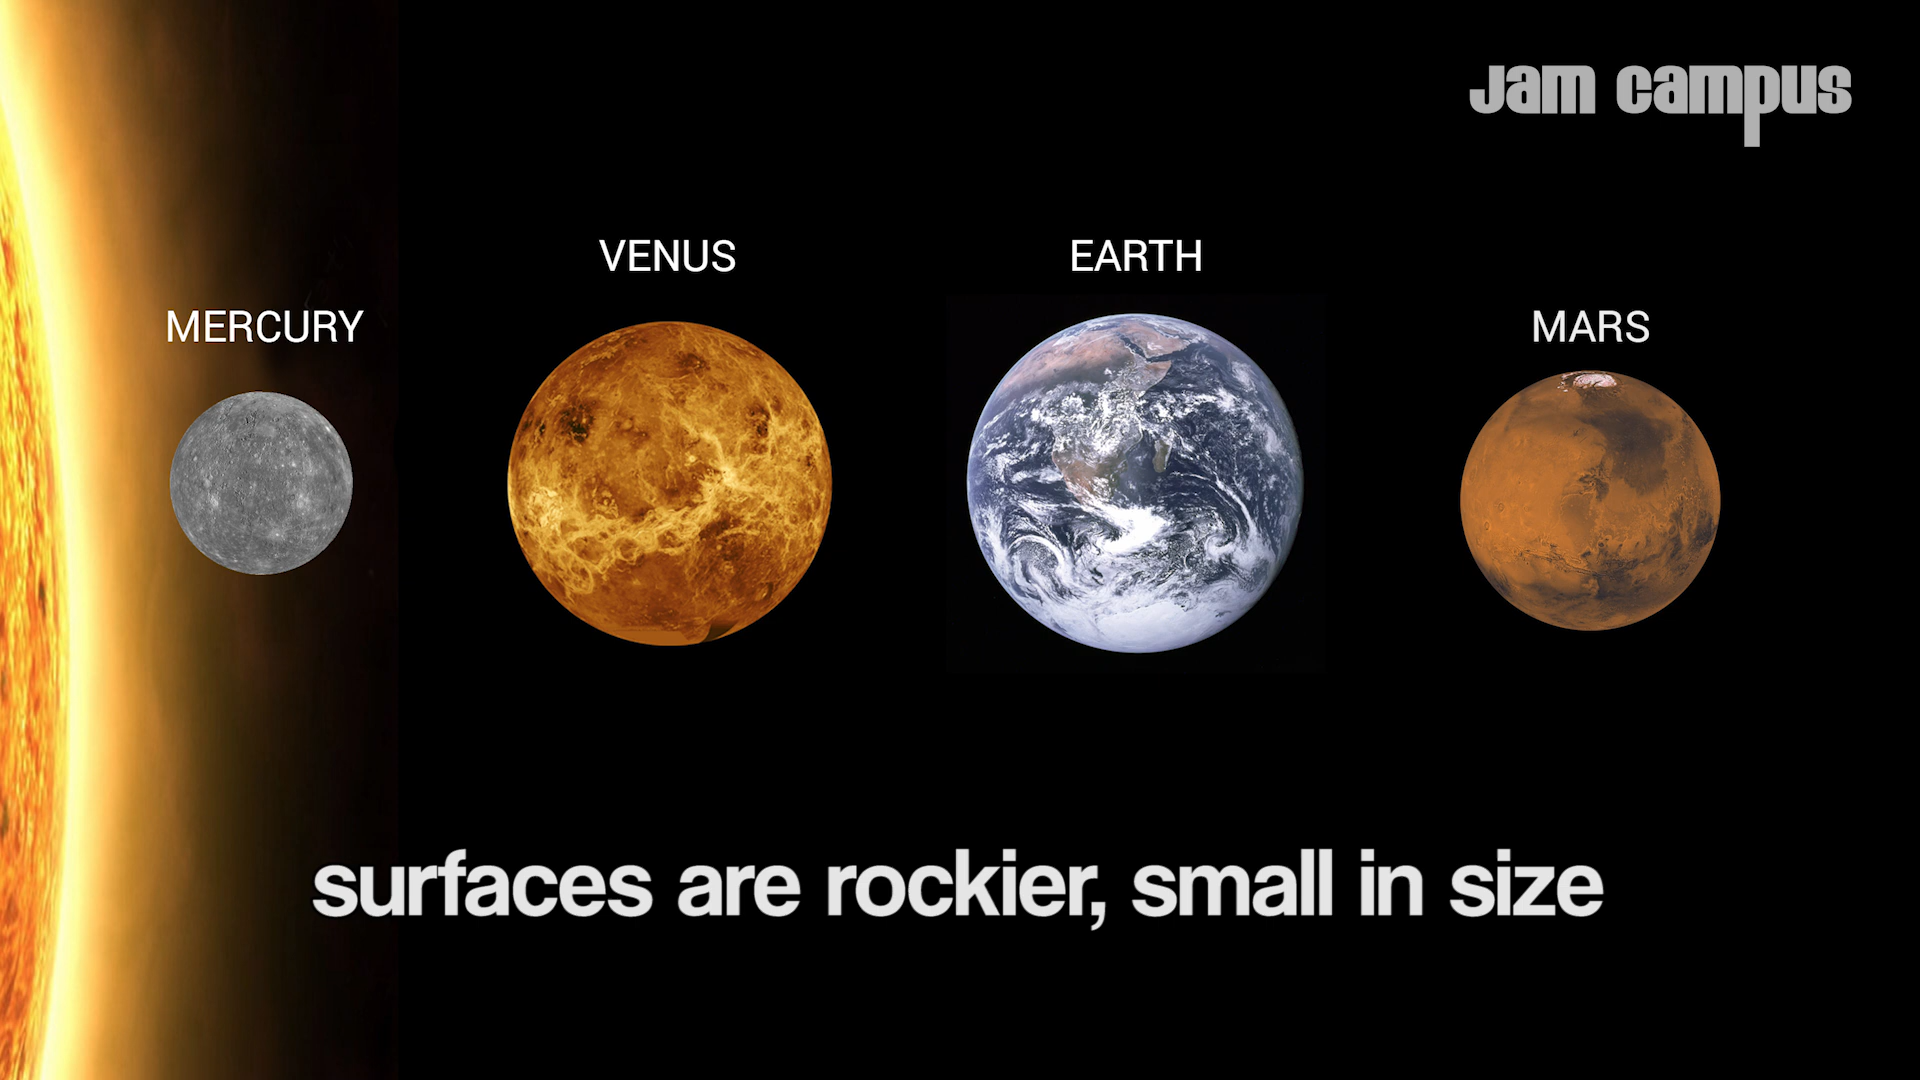 jam campus
VENUS
EARTH
MERCURY
MARS
surfaces are rockier, small in size